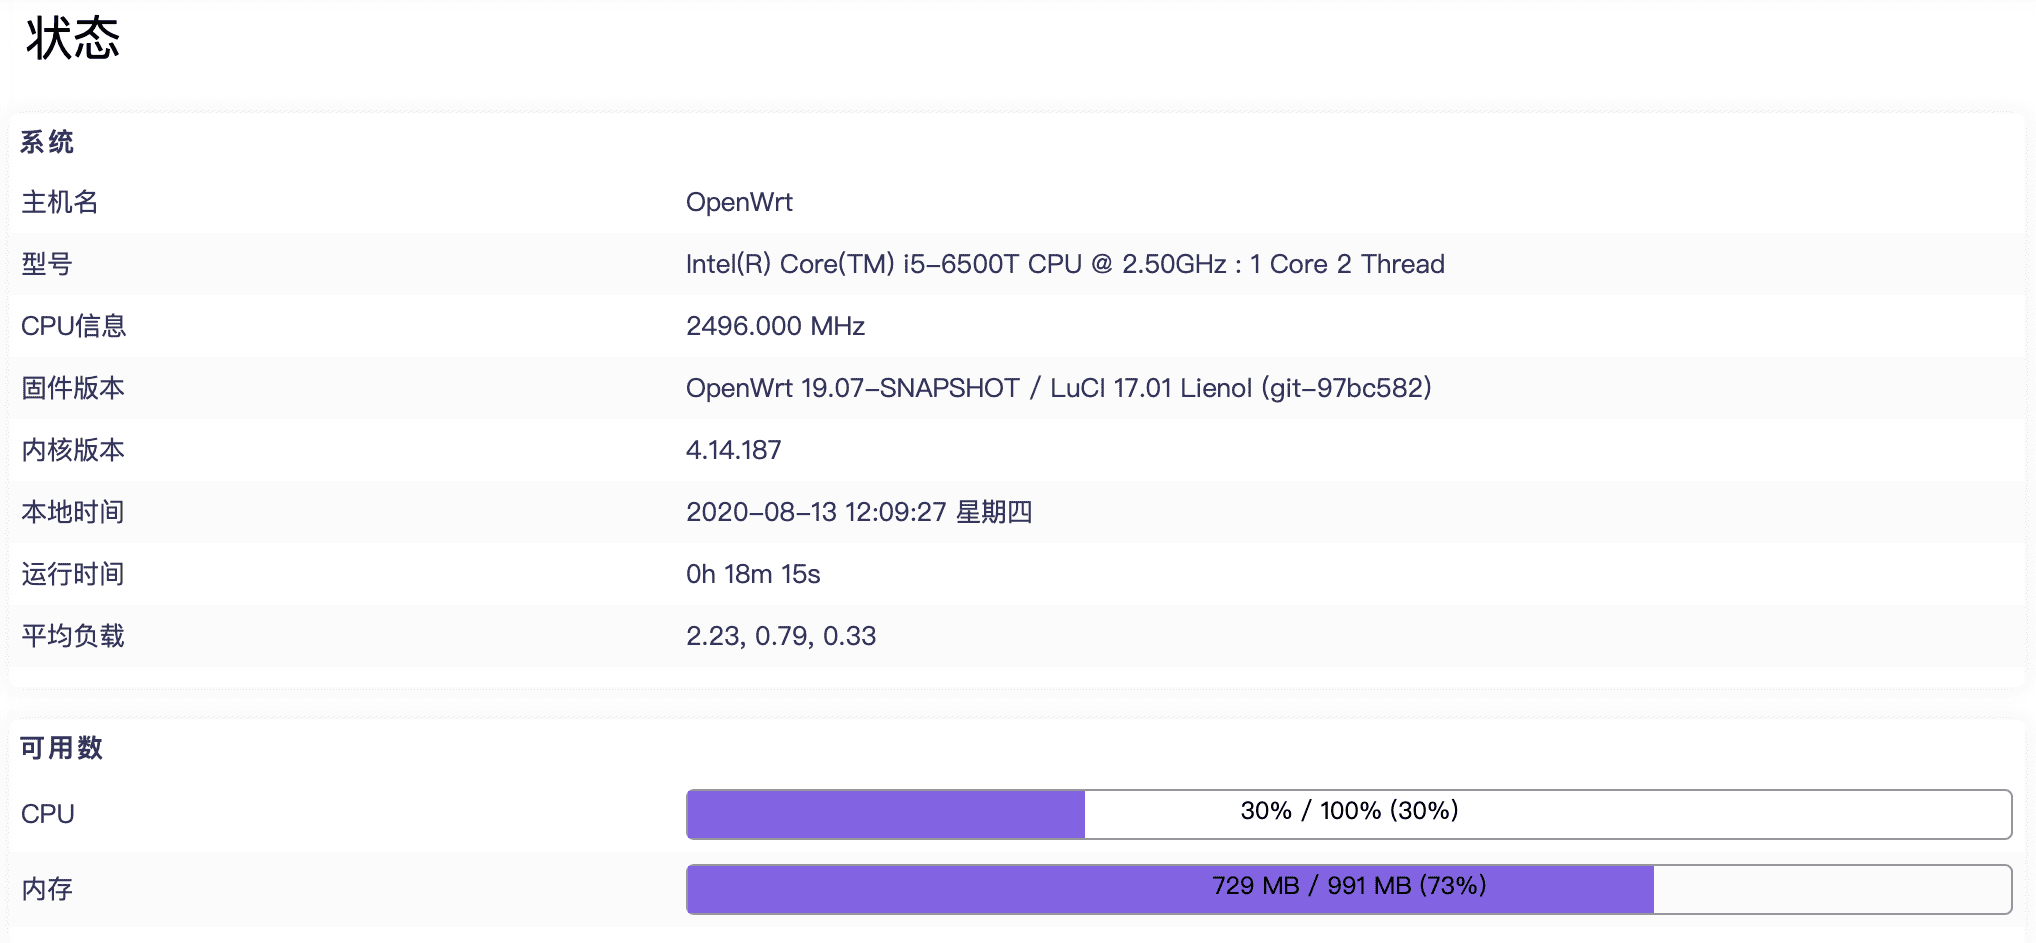 状态
系统
主机名 OpenWrt
型号 Intel(R) Core(TM) i5-6500T CPU @ 2.50GHz : 1 Core 2 Thread
CPU信息 2496.000 MHz
固件版本 OpenWrt 19.07-SNAPSHOT / LuCI 17.01 Lienol (git-97bc582)
内核版本 4.14.187
本地时间 2020-08-13 12:09:27 星期四
运行时间 0h 18m 15s
平均负载 2.23, 0.79, 0.33
可用数
CPU 30% / 100% (30%)
内存 729 MB / 991 MB (73%)